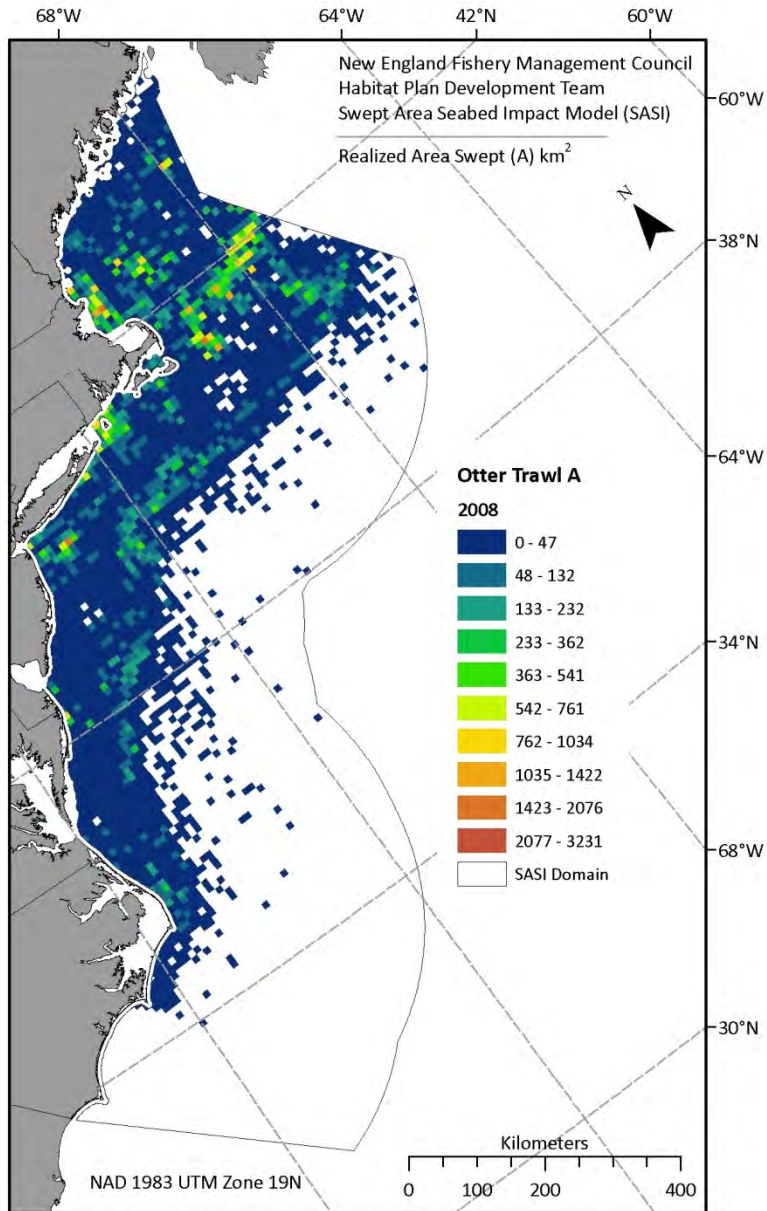 68°W 64°W 42°N 60°W
New England Fishery Management Council
Habitat Plan Development Team
Swept Area Seabed Impact Model (SASI)
Realized Area Swept (A) km²
60°W
N
38°N
64°W
Otter Trawl A
2008
0 - 47
48 - 132
133 - 232
233 - 362
363 - 541
542 - 761
762 - 1034
1035 - 1422
1423 - 2076
2077 - 3231
SASI Domain
34°N
68°W
30°N
Kilometers
0 100 200 400
NAD 1983 UTM Zone 19N